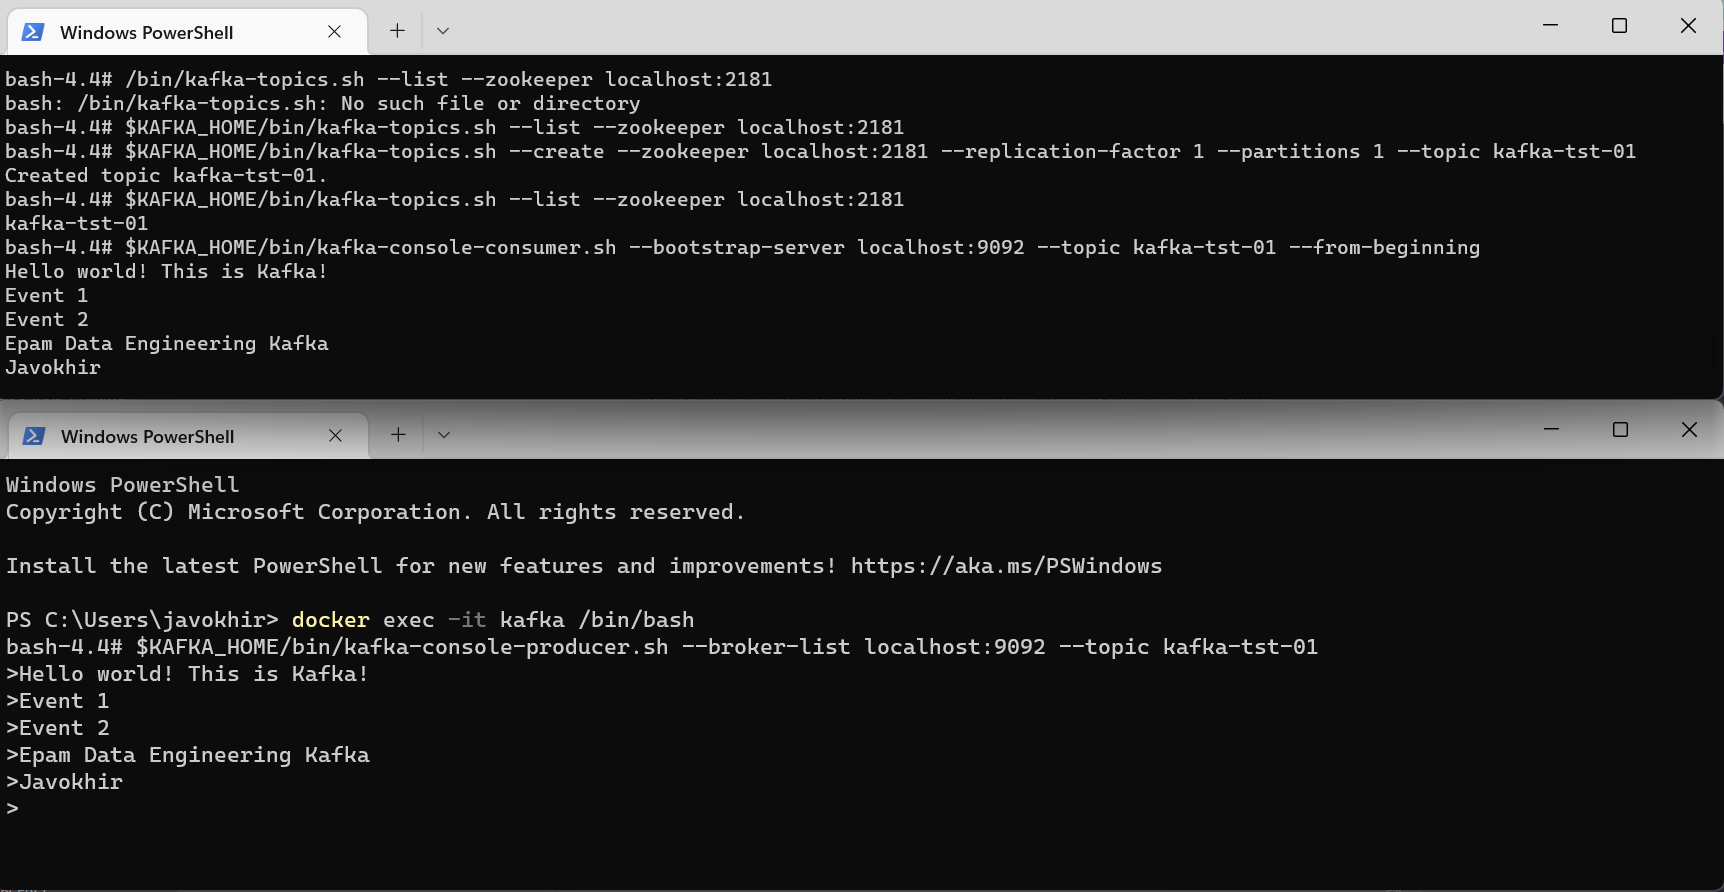 Windows PowerShell
bash-4.4# /bin/kafka-topics.sh --list --zookeeper localhost:2181
bash: /bin/kafka-topics.sh: No such file or directory
bash-4.4# $KAFKA_HOME/bin/kafka-topics.sh --list --zookeeper localhost:2181
bash-4.4# $KAFKA_HOME/bin/kafka-topics.sh --create --zookeeper localhost:2181 --replication-factor 1 --partitions 1 --topic kafka-tst-01
Created topic kafka-tst-01.
bash-4.4# $KAFKA_HOME/bin/kafka-topics.sh --list --zookeeper localhost:2181
kafka-tst-01
bash-4.4# $KAFKA_HOME/bin/kafka-console-consumer.sh --bootstrap-server localhost:9092 --topic kafka-tst-01 --from-beginning
Hello world! This is Kafka!
Event 1
Event 2
Epam Data Engineering Kafka
Javokhir
Windows PowerShell
Windows PowerShell
Copyright (C) Microsoft Corporation. All rights reserved.
Install the latest PowerShell for new features and improvements! https://aka.ms/PSWindows
PS C:\Users\javokhir> docker exec -it kafka /bin/bash
bash-4.4# $KAFKA_HOME/bin/kafka-console-producer.sh --broker-list localhost:9092 --topic kafka-tst-01
>Hello world! This is Kafka!
>Event 1
>Event 2
>Epam Data Engineering Kafka
>Javokhir
>